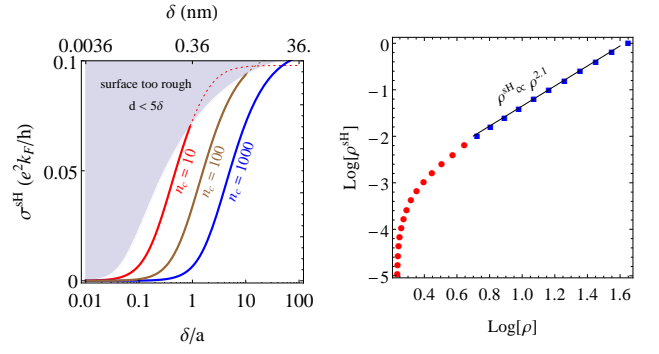 δ (nm)
0.0036 0.36 36.
0.1
0.05
0
σ^sH (e²k_F/h)
surface too rough
d < 5δ
n_c = 10
n_c = 100
n_c = 1000
0.01 0.1 1 10 100
δ/a
0
-1
-2
-3
-4
-5
Log[ρ^sH]
ρ^sH ∝ ρ^2.1
0.4 0.6 0.8 1.0 1.2 1.4 1.6
Log[ρ]